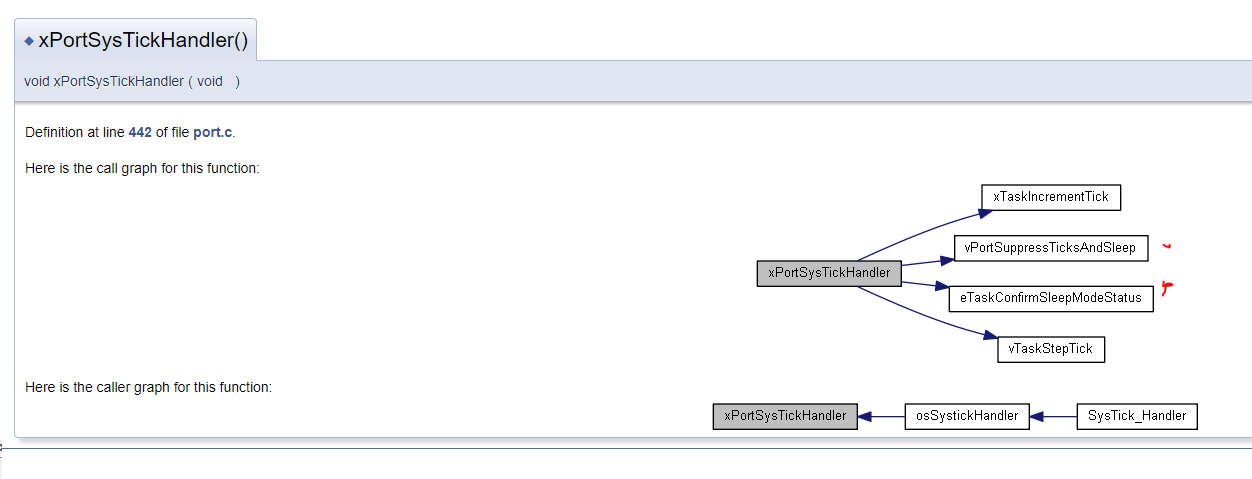 xPortSysTickHandler()
void xPortSysTickHandler ( void )
Definition at line 442 of file port.c.
Here is the call graph for this function:
xTaskIncrementTick
vPortSuppressTicksAndSleep
xPortSysTickHandler
eTaskConfirmSleepModeStatus
vTaskStepTick
Here is the caller graph for this function:
xPortSysTickHandler osSystickHandler SysTick_Handler